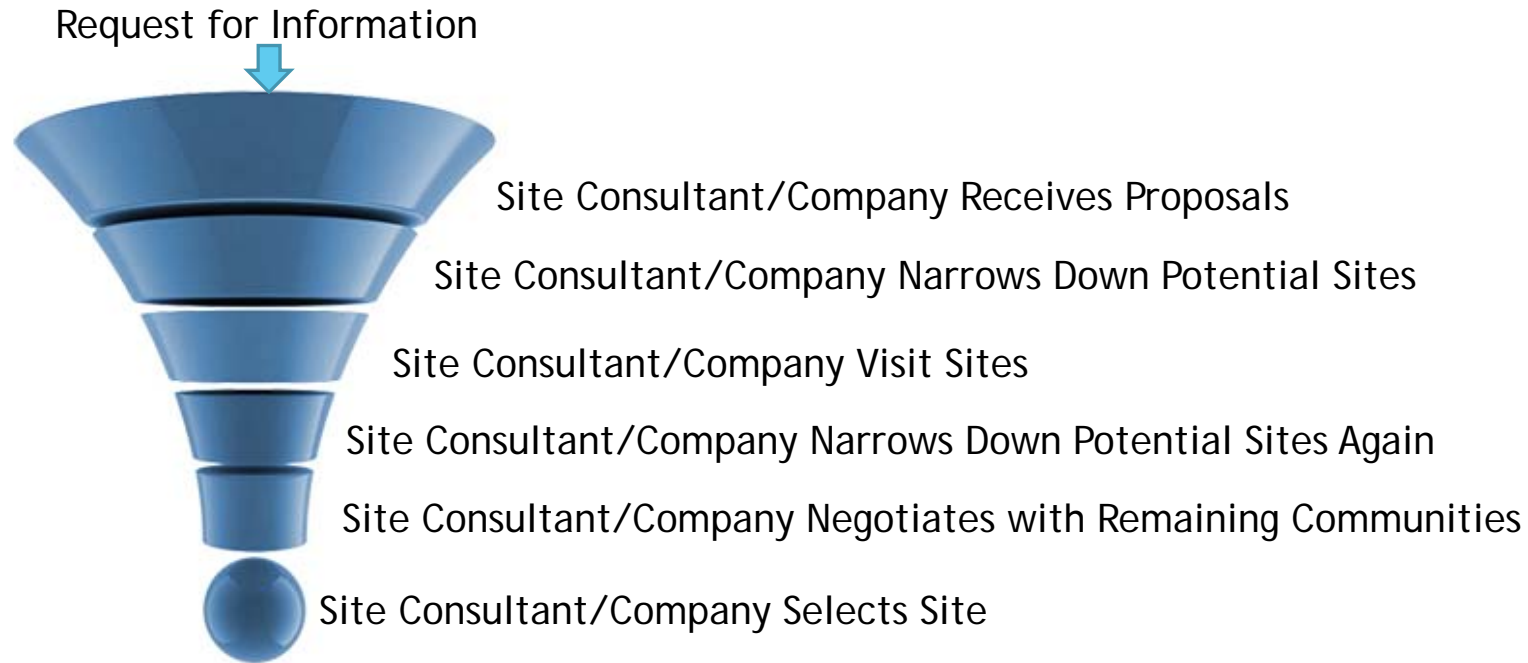 Request for Information
Site Consultant/Company Receives Proposals
Site Consultant/Company Narrows Down Potential Sites
Site Consultant/Company Visit Sites
Site Consultant/Company Narrows Down Potential Sites Again
Site Consultant/Company Negotiates with Remaining Communities
Site Consultant/Company Selects Site